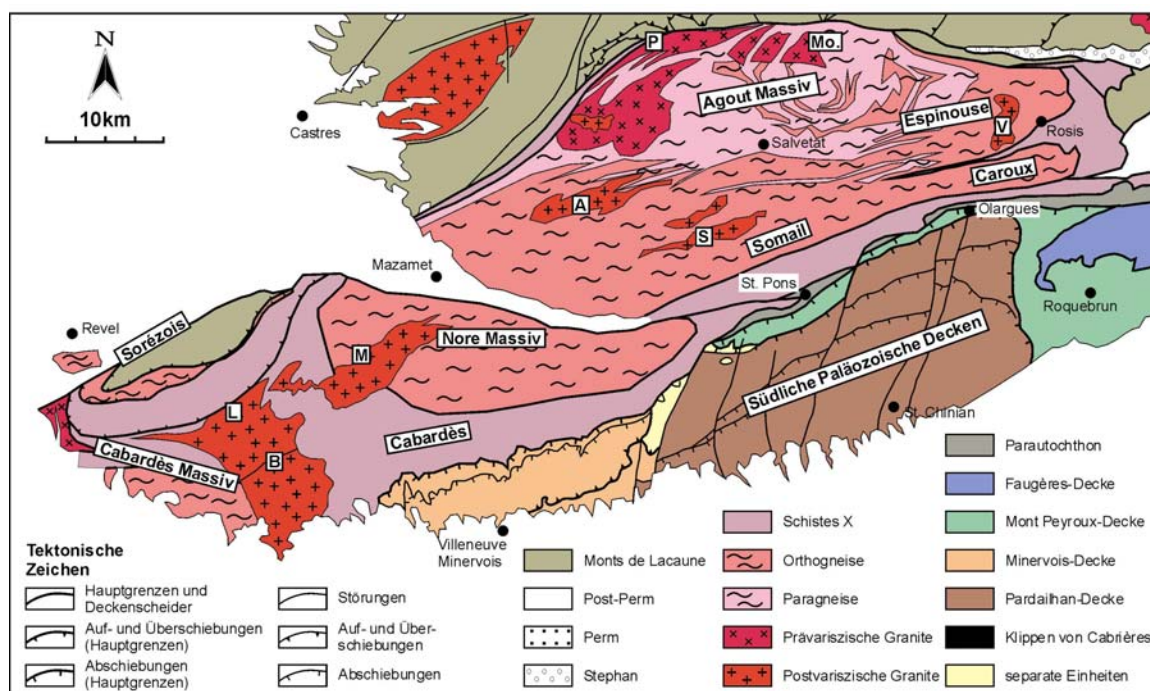 N
10km
Castres
P
Mo.
Agout Massiv
Espinouse
V
Rosis
Salvetat
Caroux
A
Olargues
S
Somail
Mazamet
St. Pons
Roquebrun
Revel
Sorézois
Nore Massiv
M
Südliche Paläozoische Decken
L
St. Chinian
Cabardès
Cabardès Massiv
B
Villeneuve
Minervois
Tektonische
Zeichen
Hauptgrenzen und
Deckenscheider
Auf- und Überschiebungen
(Hauptgrenzen)
Abschiebungen
(Hauptgrenzen)
Störungen
Auf- und Über-
schiebungen
Abschiebungen
Monts de Lacaune
Post-Perm
Perm
Stephan
Schistes X
Orthogneise
Paragneise
Prävariszische Granite
Postvariszische Granite
Parautochthon
Faugères-Decke
Mont Peyroux-Decke
Minervois-Decke
Pardailhan-Decke
Klippen von Cabrières
separate Einheiten